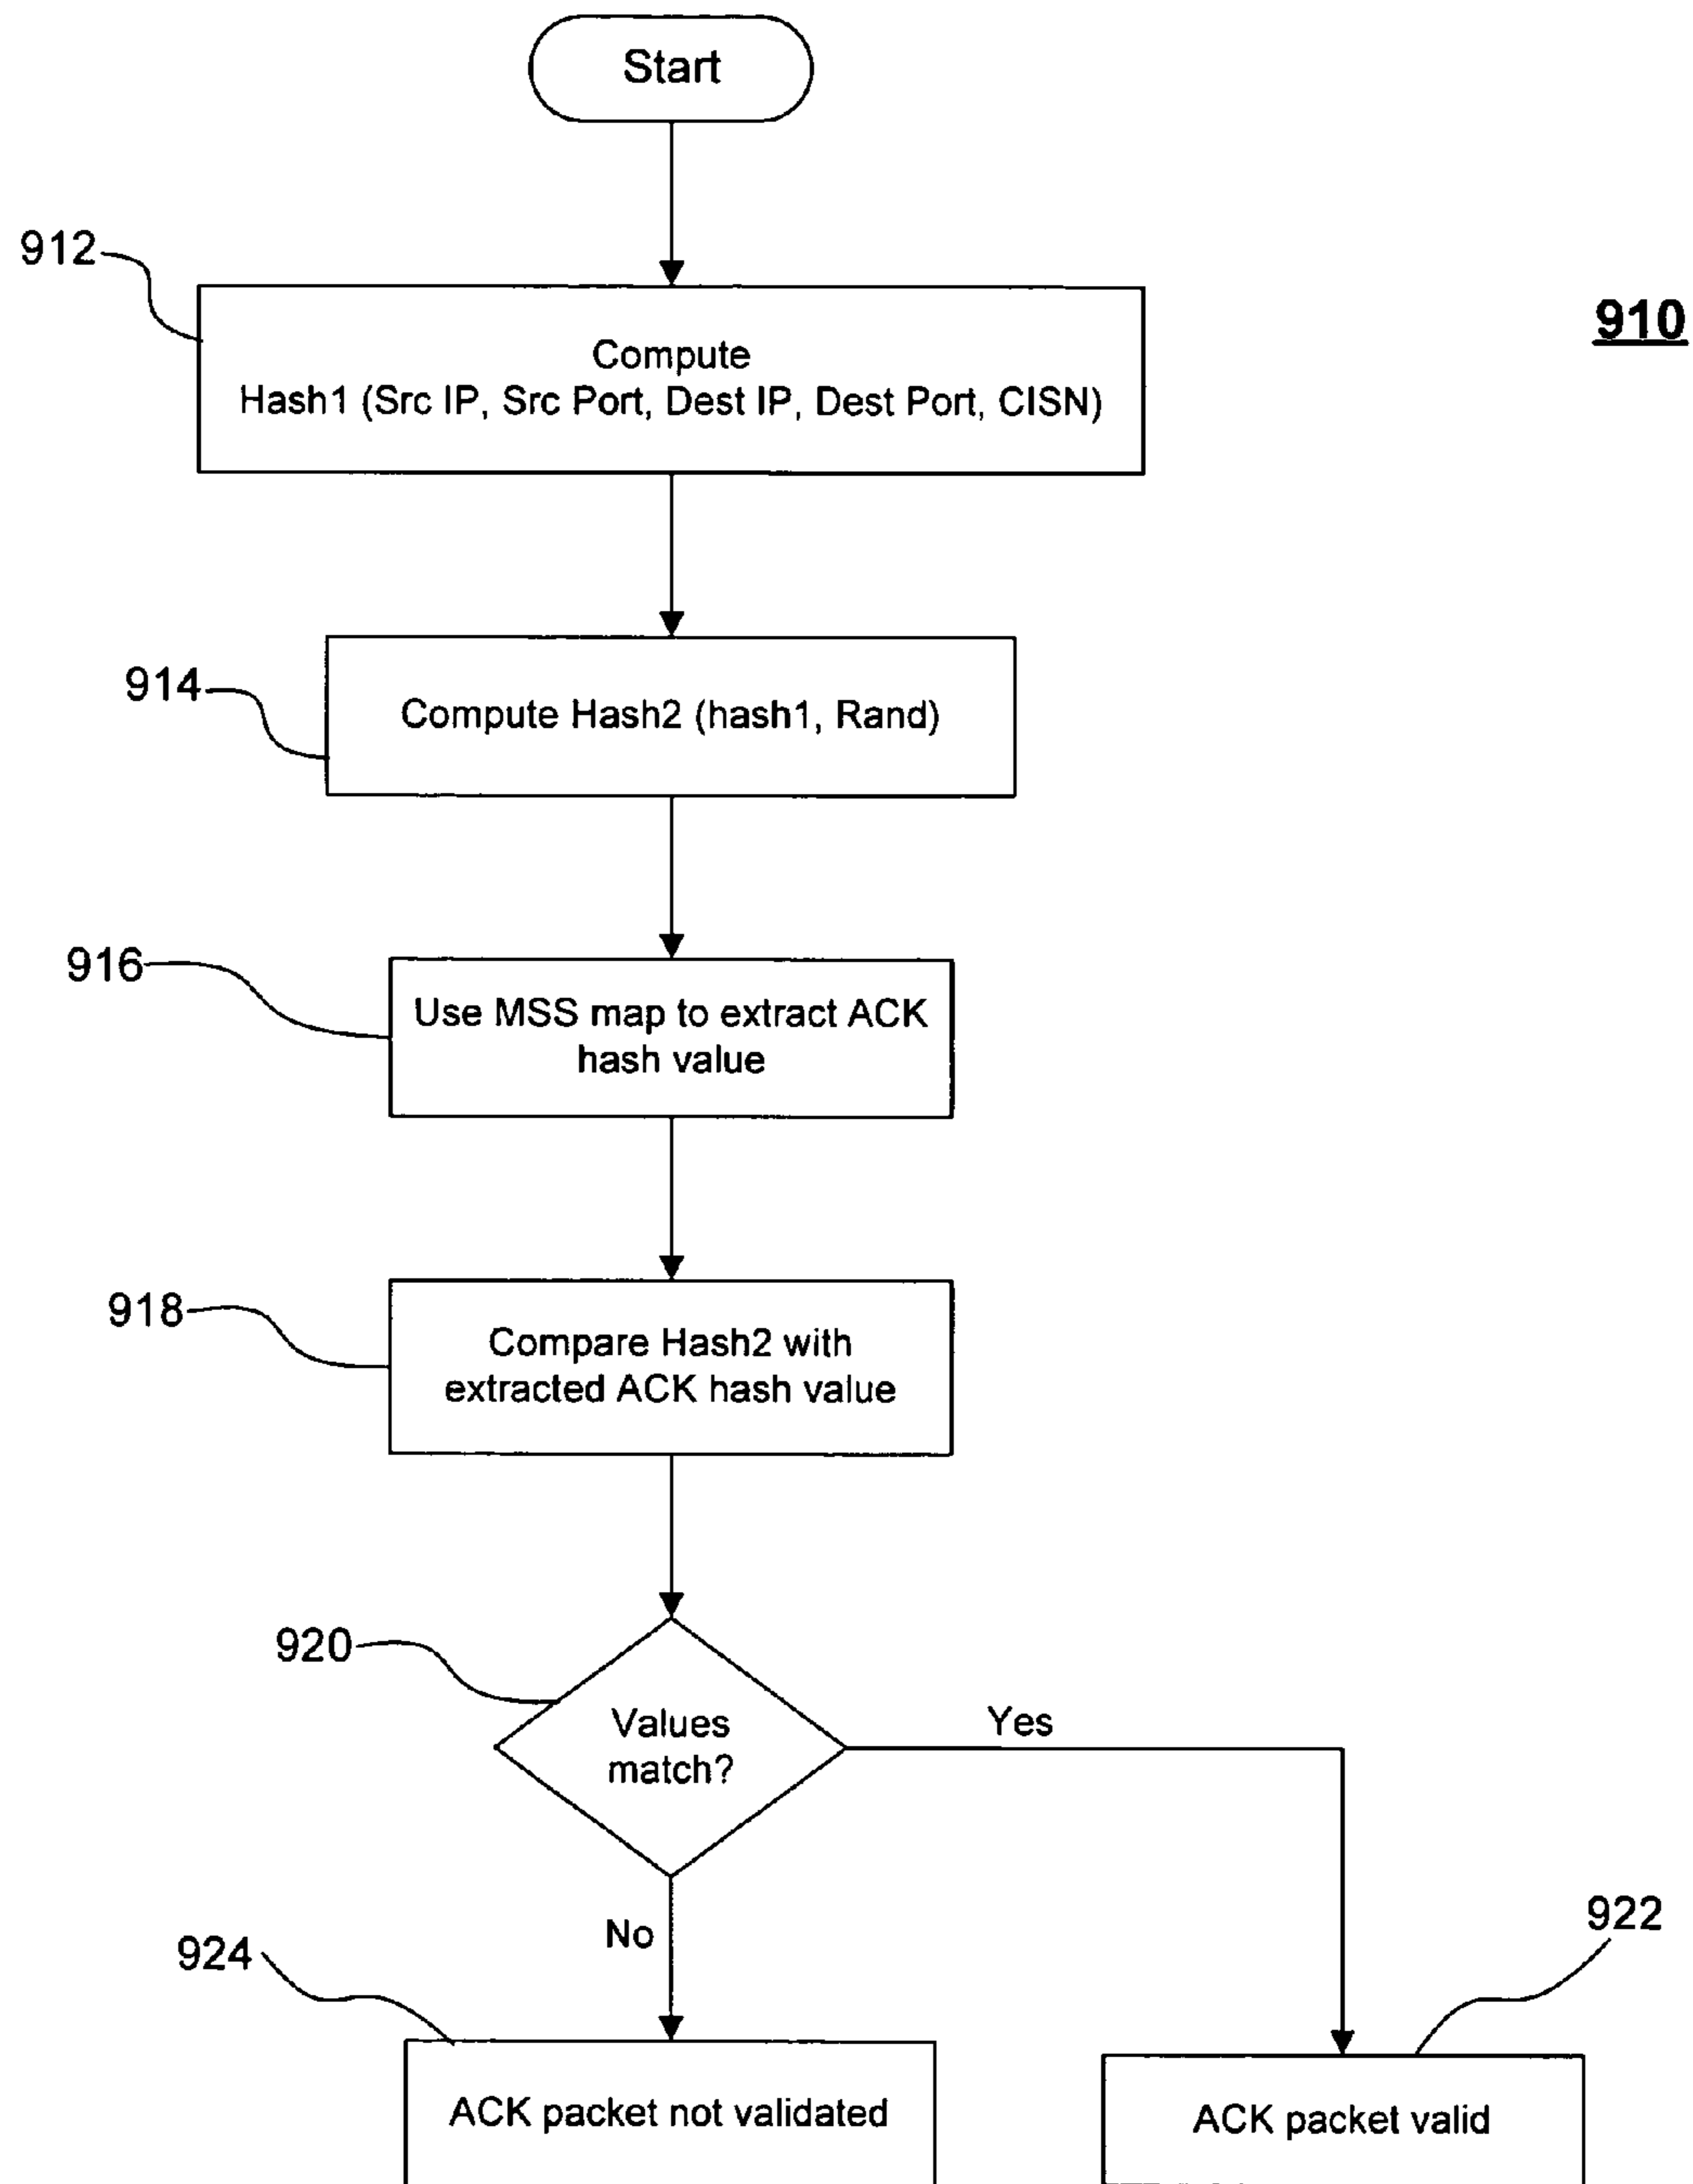 Start
912
910
Compute
Hash1 (Src IP, Src Port, Dest IP, Dest Port, CISN)
914
Compute Hash2 (hash1, Rand)
916
Use MSS map to extract ACK
hash value
918
Compare Hash2 with
extracted ACK hash value
920
Values
match?
Yes
No
922
924
ACK packet not validated
ACK packet valid